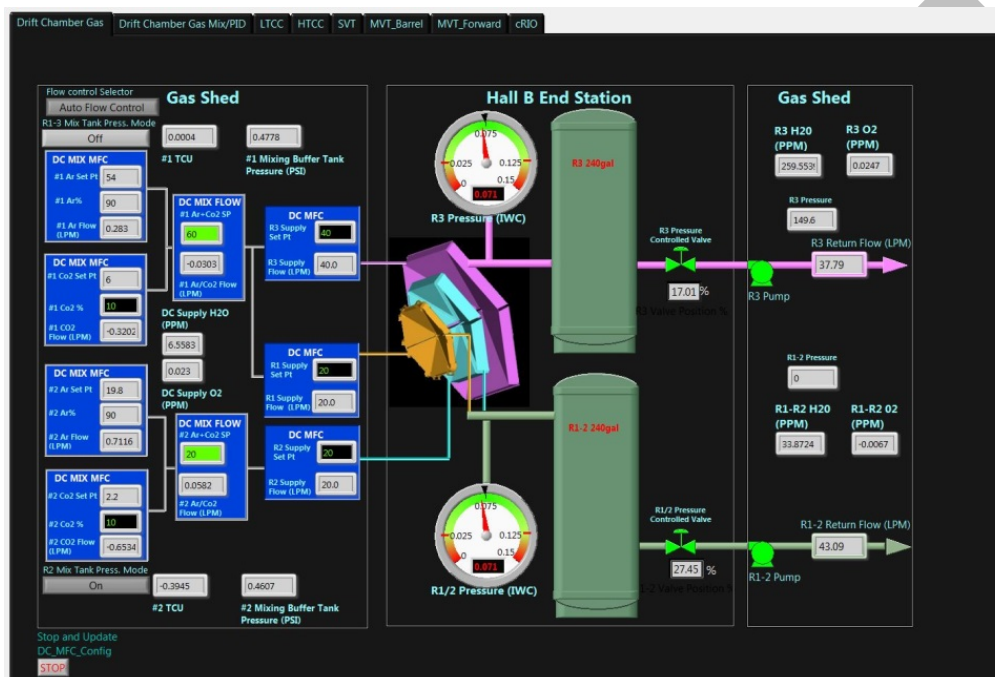 Drift Chamber Gas
Drift Chamber Gas Mix/PID
LTCC
HTCC
SVT
MVT_Barrel
MVT_Forward
cRIO
Flow control Selector
Auto Flow Control
Gas Shed
R1-3 Mix Tank Press. Mode
Off
0.0004
#1 TCU
0.4778
#1 Mixing Buffer Tank
Pressure (PSI)
DC MIX MFC
#1 Ar Set Pt 54
#1 Ar% 90
#1 Ar Flow
(LPM) 0.283
DC MIX MFC
#1 Co2 Set Pt 6
#1 Co2 % 10
#1 CO2
Flow (LPM) -0.3202
DC MIX FLOW
#1 Ar+Co2 SP
60
-0.0303
#1 Ar/Co2 Flow
(LPM)
DC Supply H2O
(PPM)
6.5583
0.023
DC Supply O2
(PPM)
DC MIX MFC
#2 Ar Set Pt 19.8
#2 Ar% 90
#2 Ar Flow
(LPM) 0.7116
DC MIX MFC
#2 Co2 Set Pt 2.2
#2 Co2 % 10
#2 CO2 Flow
(LPM) -0.6534
DC MIX FLOW
#2 Ar+Co2 SP
20
0.0582
#2 Ar/Co2
Flow (LPM)
R2 Mix Tank Press. Mode
On
-0.3945
#2 TCU
0.4607
#2 Mixing Buffer Tank
Pressure (PSI)
DC MFC
R3 Supply
Set Pt 40
R3 Supply
Flow (LPM) 40.0
DC MFC
R1 Supply
Set Pt 20
R1 Supply
Flow (LPM) 20.0
DC MFC
R2 Supply
Set Pt 20
R2 Supply
Flow (LPM) 20.0
Stop and Update
DC_MFC_Config
STOP
Hall B End Station
0.075
0.025
0.125
0
0.15
0.071
R3 Pressure (IWC)
R3 240gal
R3 Pressure
Controlled Valve
17.01 %
R3 Valve Position %
R1-2 240gal
0.075
0.025
0.125
0
0.15
0.071
R1/2 Pressure (IWC)
R1/2 Pressure
Controlled Valve
27.45 %
1-2 Valve Position %
Gas Shed
R3 H20
(PPM)
259.553
R3 O2
(PPM)
0.0247
R3 Pressure
149.6
R3 Return Flow (LPM)
37.79
R3 Pump
R1-2 Pressure
0
R1-R2 H20
(PPM)
33.8724
R1-R2 02
(PPM)
-0.0067
R1-2 Return Flow (LPM)
43.09
R1-2 Pump